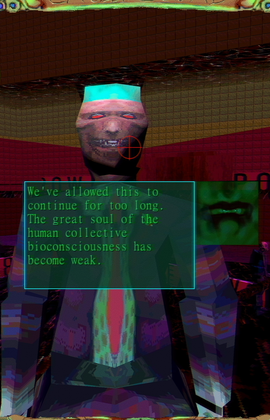 We've allowed this to
continue for too long.
The great soul of the
human collective
bioconsciousness has
become weak.